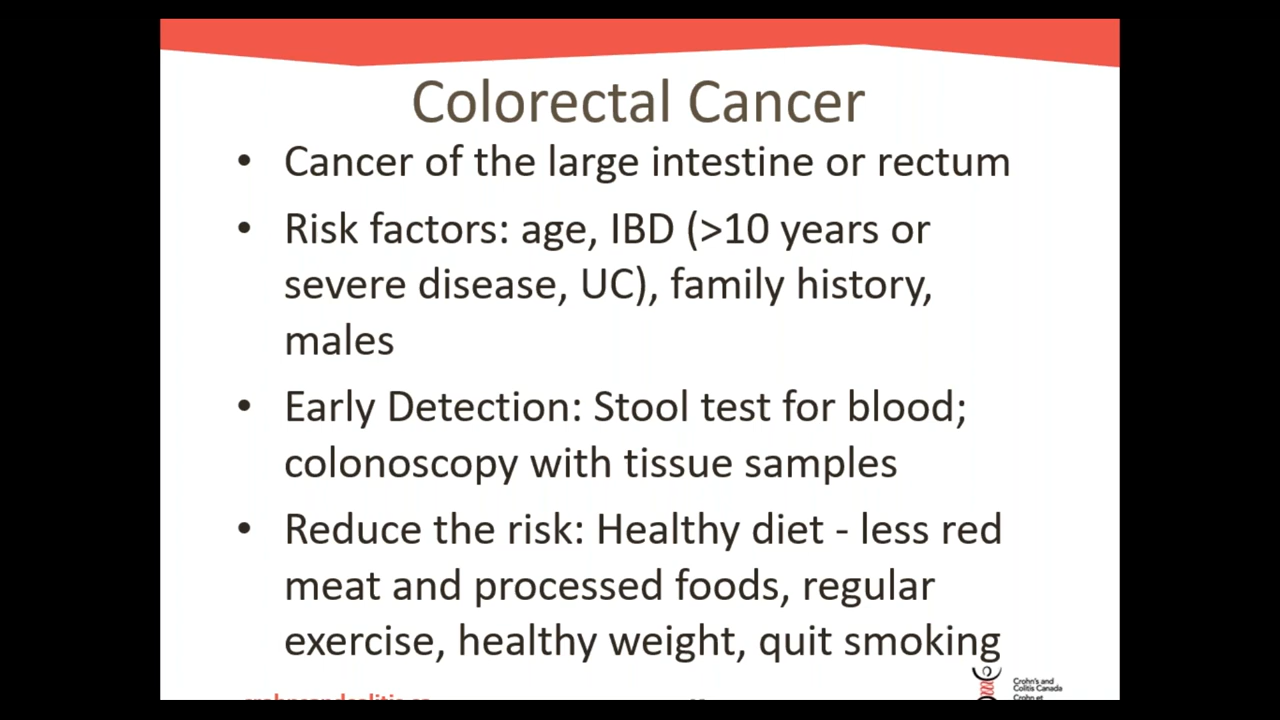 Colorectal Cancer
• Cancer of the large intestine or rectum
• Risk factors: age, IBD (>10 years or
severe disease, UC), family history,
males
• Early Detection: Stool test for blood;
colonoscopy with tissue samples
• Reduce the risk: Healthy diet - less red
meat and processed foods, regular
exercise, healthy weight, quit smoking
Crohn's and
Colitis Canada
Crohn et